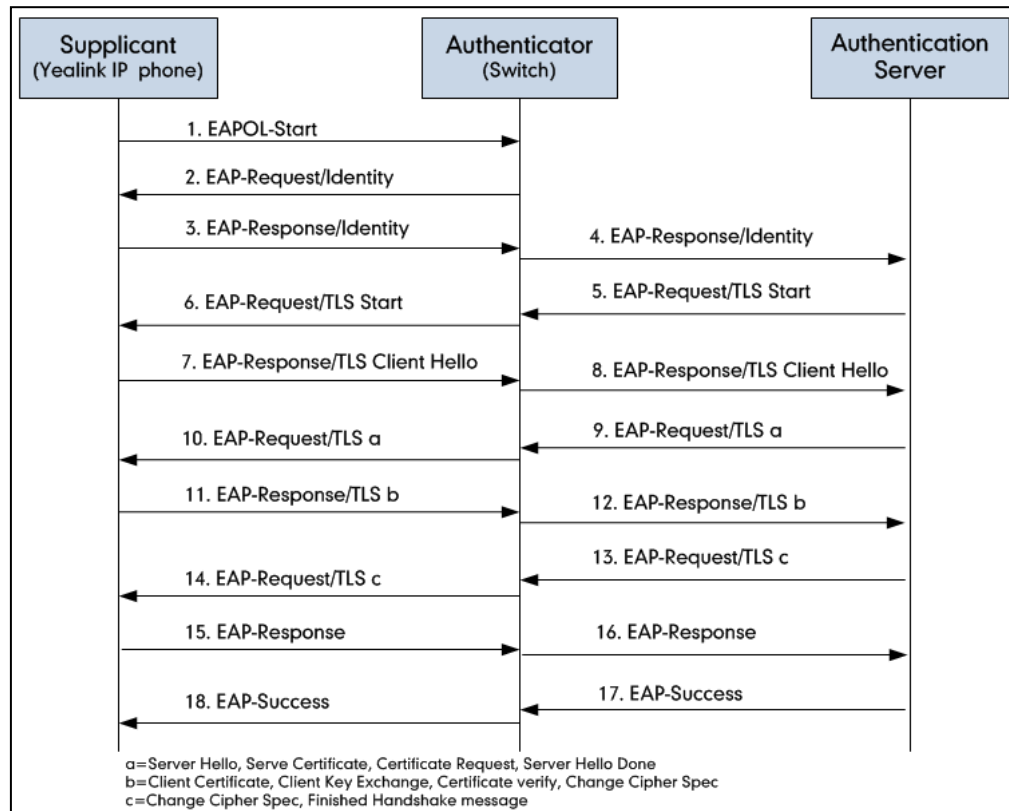 Supplicant
(Yealink IP phone)
Authenticator
(Switch)
Authentication
Server
1. EAPOL-Start
2. EAP-Request/Identity
3. EAP-Response/Identity
4. EAP-Response/Identity
5. EAP-Request/TLS Start
6. EAP-Request/TLS Start
7. EAP-Response/TLS Client Hello
8. EAP-Response/TLS Client Hello
9. EAP-Request/TLS a
10. EAP-Request/TLS a
11. EAP-Response/TLS b
12. EAP-Response/TLS b
13. EAP-Request/TLS c
14. EAP-Request/TLS c
15. EAP-Response
16. EAP-Response
17. EAP-Success
18. EAP-Success
a=Server Hello, Serve Certificate, Certificate Request, Server Hello Done
b=Client Certificate, Client Key Exchange, Certificate verify, Change Cipher Spec
c=Change Cipher Spec, Finished Handshake message